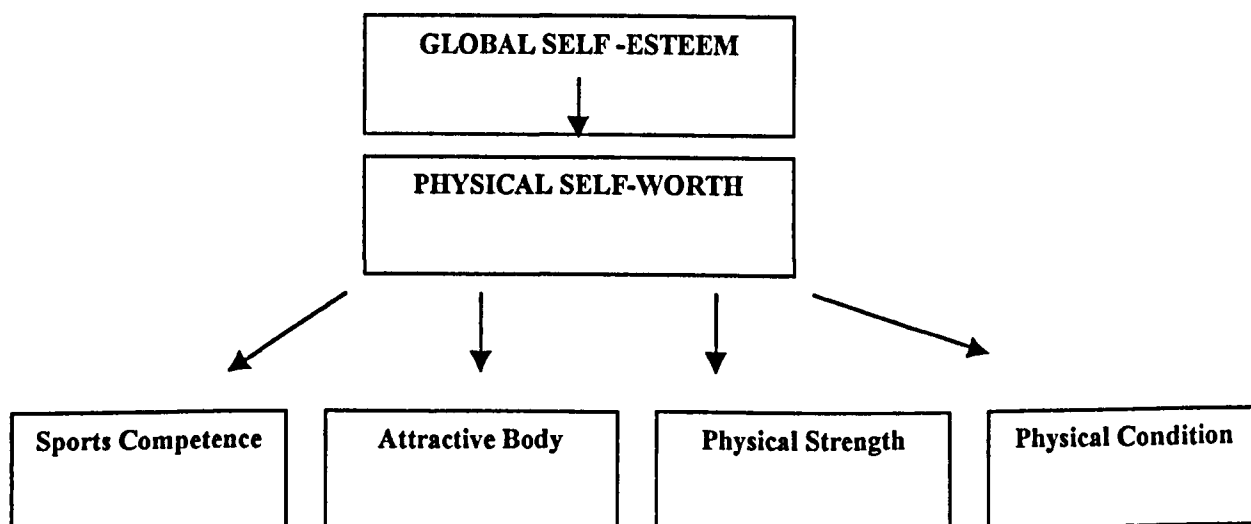 GLOBAL SELF -ESTEEM
PHYSICAL SELF-WORTH
Sports Competence
Attractive Body
Physical Strength
Physical Condition